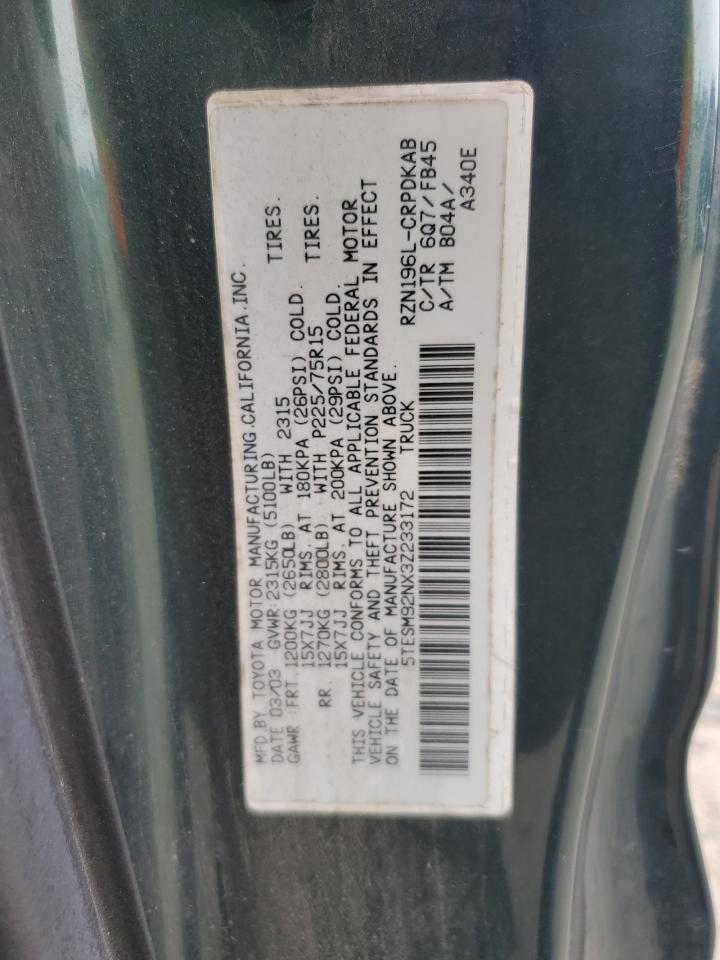 MFD.BY TOYOTA MOTOR MANUFACTURING.CALIFORNIA.INC.
DATE 03/03 GVWR:2315KG (5100LB)
GAWR :FRT.1200KG (2650LB) WITH 2315 TIRES.
15X7JJ RIMS. AT 180KPA (26PSI) COLD.
RR. 1270KG (2800LB) WITH P225/75R15 TIRES.
15X7JJ RIMS. AT 200KPA (29PSI) COLD.
THIS VEHICLE CONFORMS TO ALL APPLICABLE FEDERAL MOTOR
VEHICLE SAFETY AND THEFT PREVENTION STANDARDS IN EFFECT
ON THE DATE OF MANUFACTURE SHOWN ABOVE.
5TESM92NX3Z233172 TRUCK
RZN196L-CRPDKAB
C/TR 6Q7/FB45
A/TM B04A/
A340E